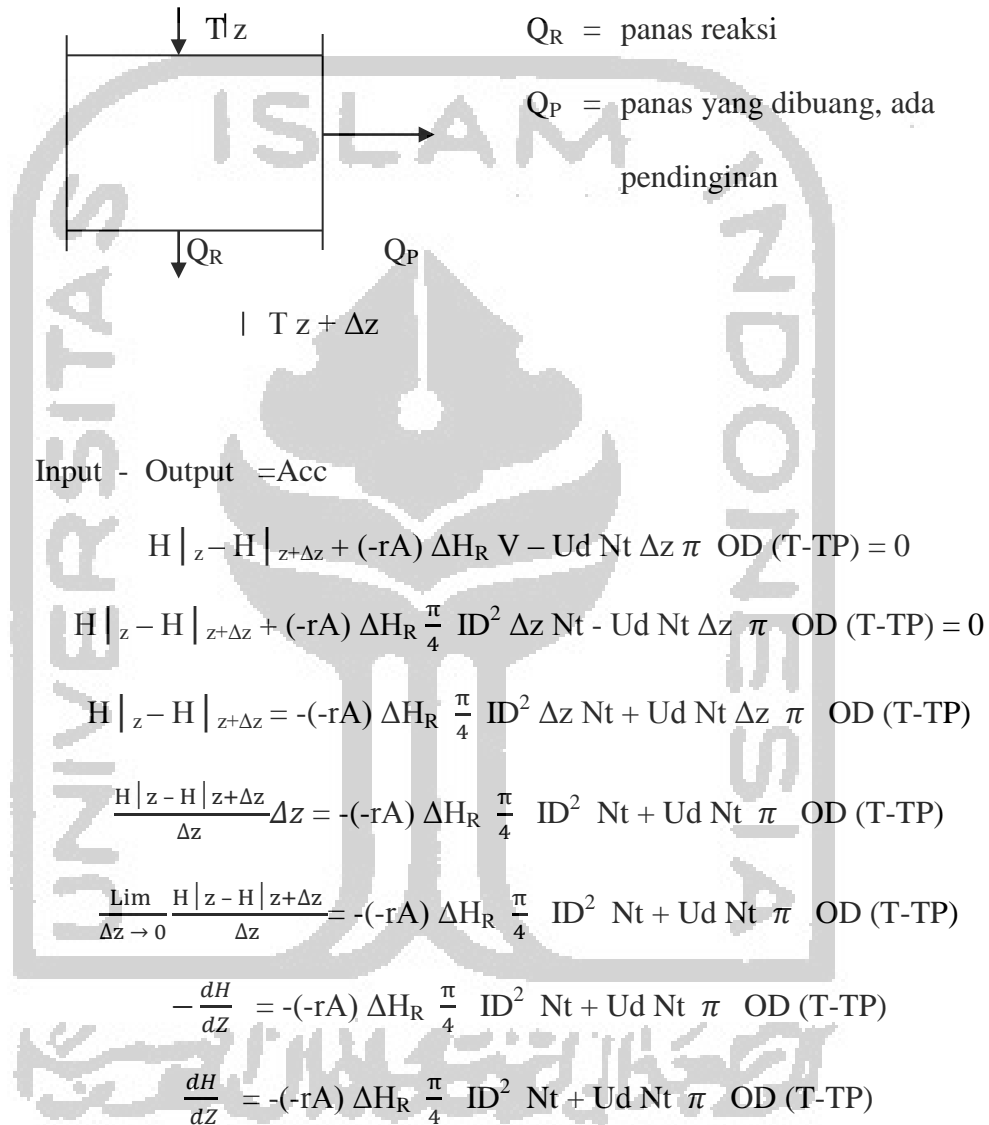 T|z
Q_R = panas reaksi
Q_P = panas yang dibuang, ada
pendinginan
Q_R Q_P
| T z + Δz
Input - Output =Acc
H |_z – H |_{z+Δz} + (-rA) ΔH_R V – Ud Nt Δz π OD (T-TP) = 0
H |_z – H |_{z+Δz} + (-rA) ΔH_R π/4 ID² Δz Nt - Ud Nt Δz π OD (T-TP) = 0
H |_z – H |_{z+Δz} = -(-rA) ΔH_R π/4 ID² Δz Nt + Ud Nt Δz π OD (T-TP)
(H|z – H|z+Δz)/Δz Δz = -(-rA) ΔH_R π/4 ID² Nt + Ud Nt π OD (T-TP)
Lim/(Δz → 0) (H|z – H|z+Δz)/Δz = -(-rA) ΔH_R π/4 ID² Nt + Ud Nt π OD (T-TP)
− dH/dZ = -(-rA) ΔH_R π/4 ID² Nt + Ud Nt π OD (T-TP)
dH/dZ = -(-rA) ΔH_R π/4 ID² Nt + Ud Nt π OD (T-TP)
UNIVERSITAS
ISLAM
INDONESIA